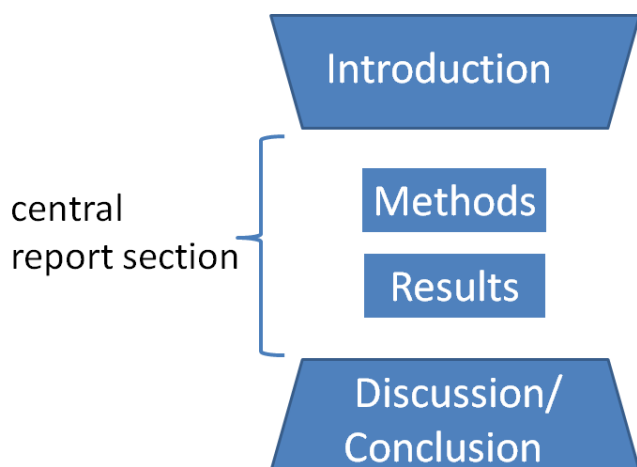 Introduction
central
report section
Methods
Results
Discussion/
Conclusion